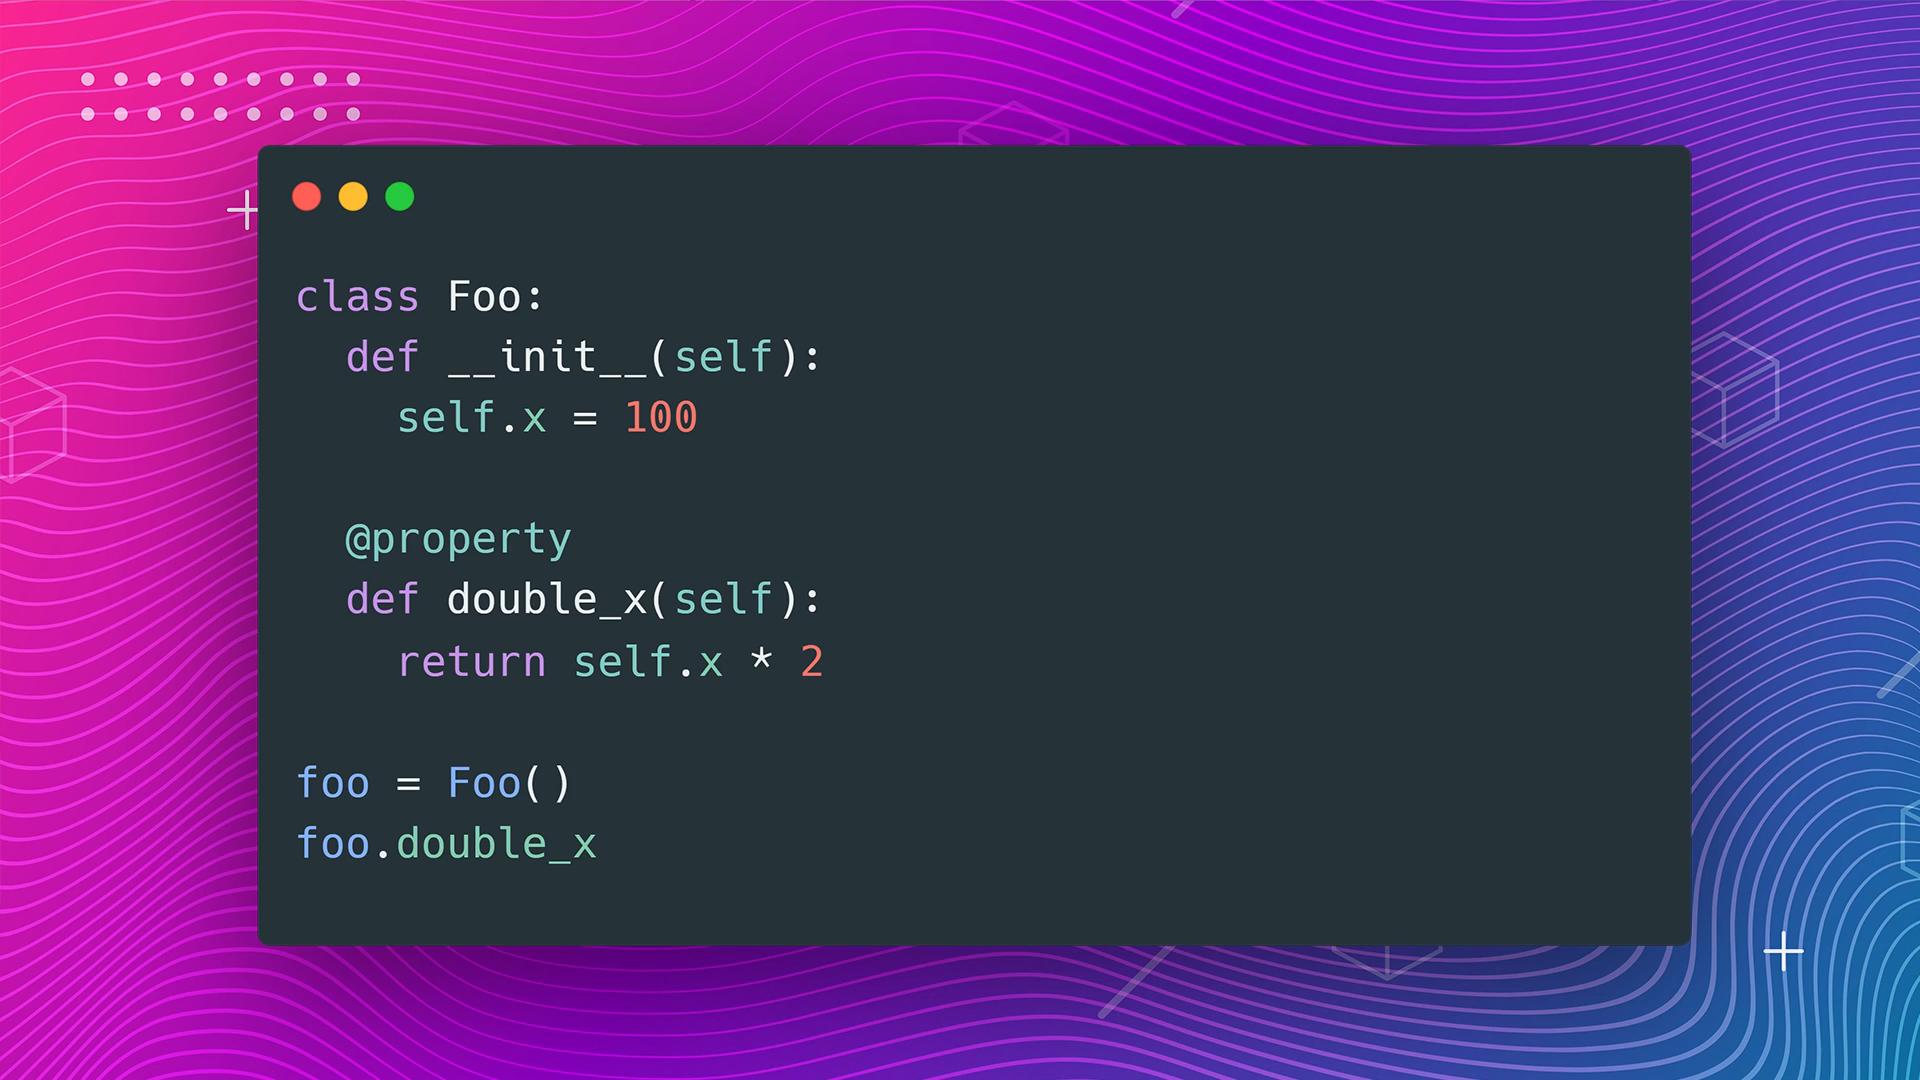 class Foo:
  def __init__(self):
    self.x = 100

  @property
  def double_x(self):
    return self.x * 2

foo = Foo()
foo.double_x